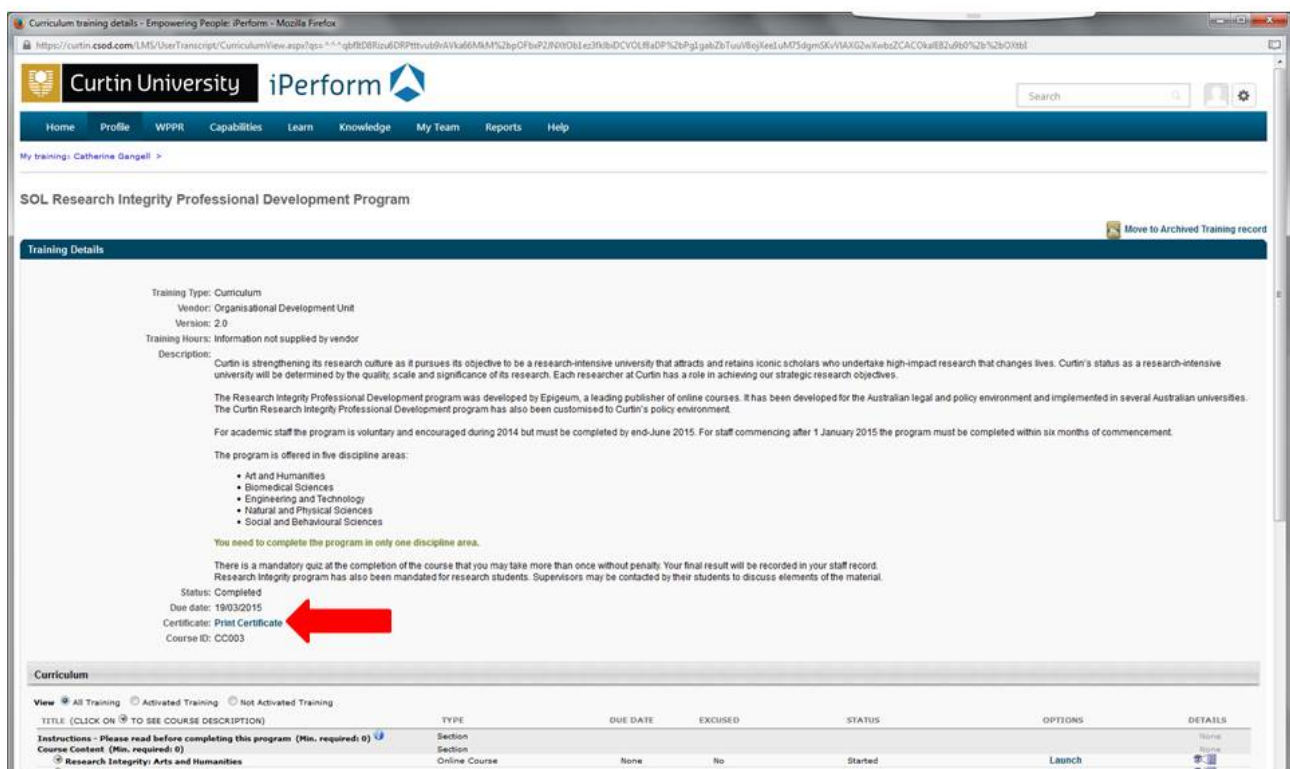 Curriculum training details - Empowering People: iPerform - Mozilla Firefox
Curtin University iPerform
Search
Home Profile WPPR Capabilities Learn Knowledge My Team Reports Help
My training: Catherine Gangell >
SOL Research Integrity Professional Development Program
Move to Archived Training record
Training Details
Training Type: Curriculum
Vendor: Organisational Development Unit
Version: 2.0
Training Hours: Information not supplied by vendor
Description:
Curtin is strengthening its research culture as it pursues its objective to be a research-intensive university that attracts and retains iconic scholars who undertake high-impact research that changes lives. Curtin's status as a research-intensive
university will be determined by the quality, scale and significance of its research. Each researcher at Curtin has a role in achieving our strategic research objectives.
The Research Integrity Professional Development program was developed by Epigeum, a leading publisher of online courses. It has been developed for the Australian legal and policy environment and implemented in several Australian universities.
The Curtin Research Integrity Professional Development program has also been customised to Curtin's policy environment.
For academic staff the program is voluntary and encouraged during 2014 but must be completed by end-June 2015. For staff commencing after 1 January 2015 the program must be completed within six months of commencement.
The program is offered in five discipline areas:
• Art and Humanities
• Biomedical Sciences
• Engineering and Technology
• Natural and Physical Sciences
• Social and Behavioural Sciences
You need to complete the program in only one discipline area.
There is a mandatory quiz at the completion of the course that you may take more than once without penalty. Your final result will be recorded in your staff record.
Research Integrity program has also been mandated for research students. Supervisors may be contacted by their students to discuss elements of the material.
Status: Completed
Due date: 19/03/2015
Certificate: Print Certificate
Course ID: CC003
Curriculum
View All Training Activated Training Not Activated Training
TITLE (CLICK ON TO SEE COURSE DESCRIPTION) TYPE DUE DATE EXCUSED STATUS OPTIONS DETAILS
Instructions - Please read before completing this program (Min. required: 0) Section None
Course Content (Min. required: 0) Section None
Research Integrity: Arts and Humanities Online Course None No Started Launch